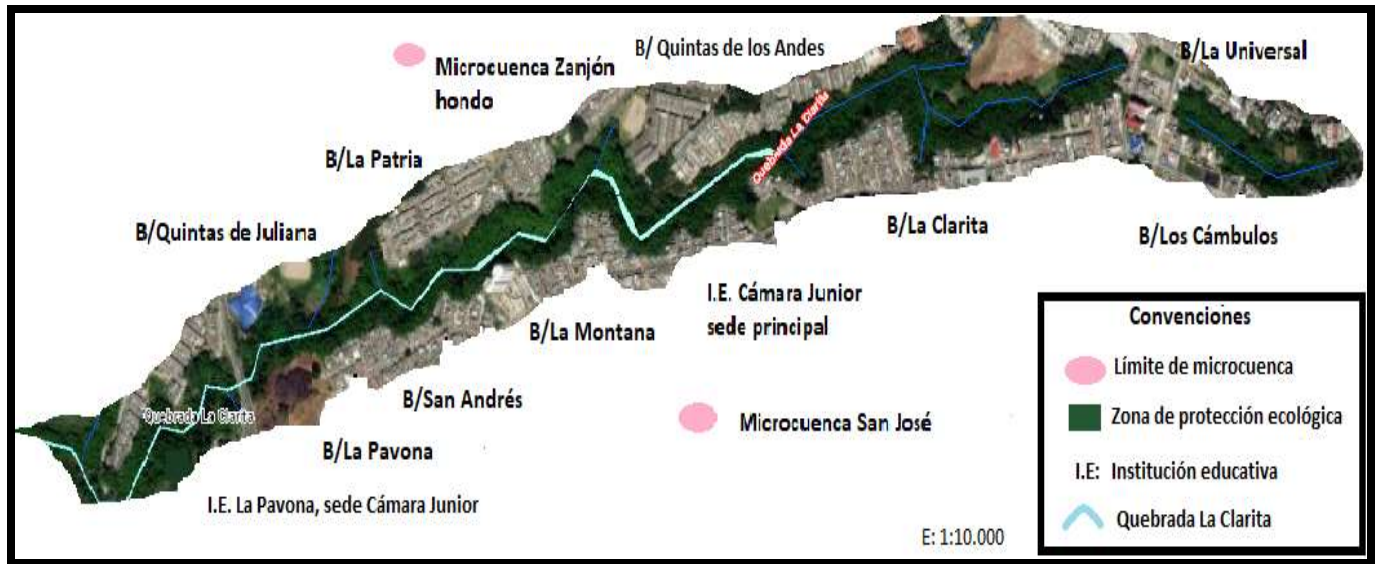 B/ Quintas de los Andes
B/La Universal
Microcuenca Zanjón
hondo
B/La Patria
Quebrada La Clarita
B/Quintas de Juliana
B/La Clarita
B/Los Cámbulos
I.E. Cámara Junior
sede principal
B/La Montana
B/San Andrés
Quebrada La Clarita
Microcuenca San José
B/La Pavona
I.E. La Pavona, sede Cámara Junior
E: 1:10.000
Convenciones
Límite de microcuenca
Zona de protección ecológica
I.E: Institución educativa
Quebrada La Clarita